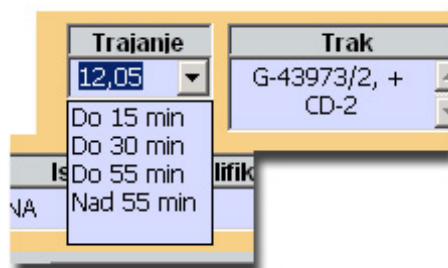 Trajanje
Trak
12,05
G-43973/2, +
CD-2
Do 15 min
Do 30 min
Do 55 min
Nad 55 min